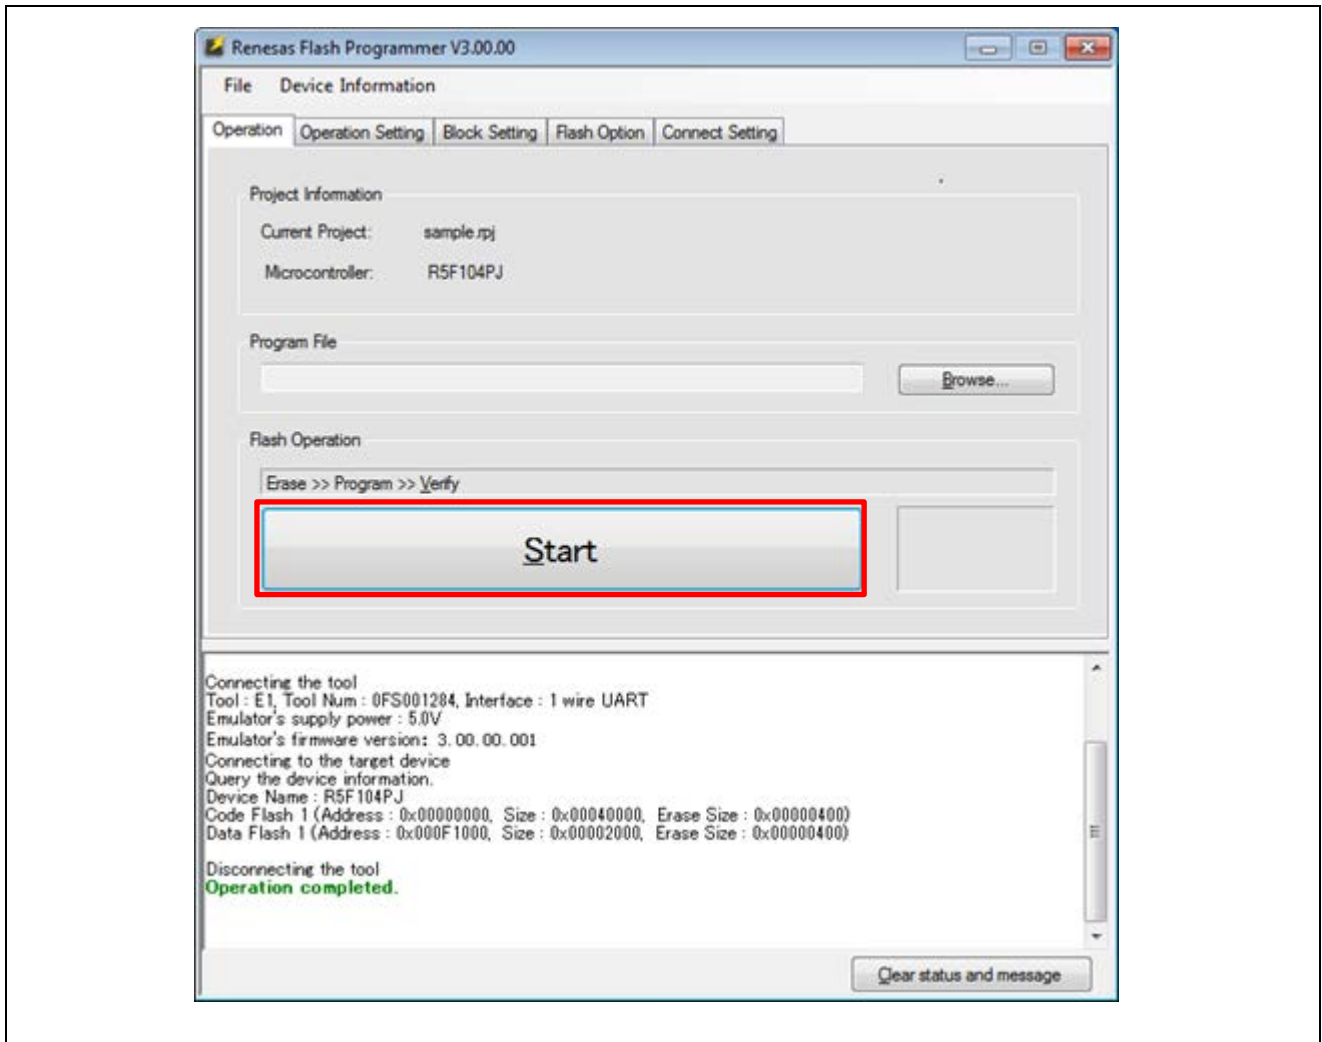 Renesas Flash Programmer V3.00.00
File Device Information
Operation Operation Setting Block Setting Flash Option Connect Setting
Project Information
Current Project: sample.rpj
Microcontroller: R5F104PJ
Program File
Browse...
Flash Operation
Erase >> Program >> Verify
Start
Connecting the tool
Tool : E1, Tool Num : 0FS001284, Interface : 1 wire UART
Emulator's supply power : 5.0V
Emulator's firmware version: 3.00.00.001
Connecting to the target device
Query the device information.
Device Name : R5F104PJ
Code Flash 1 (Address : 0x00000000, Size : 0x00040000, Erase Size : 0x00000400)
Data Flash 1 (Address : 0x000F1000, Size : 0x00002000, Erase Size : 0x00000400)
Disconnecting the tool
Operation completed.
Clear status and message